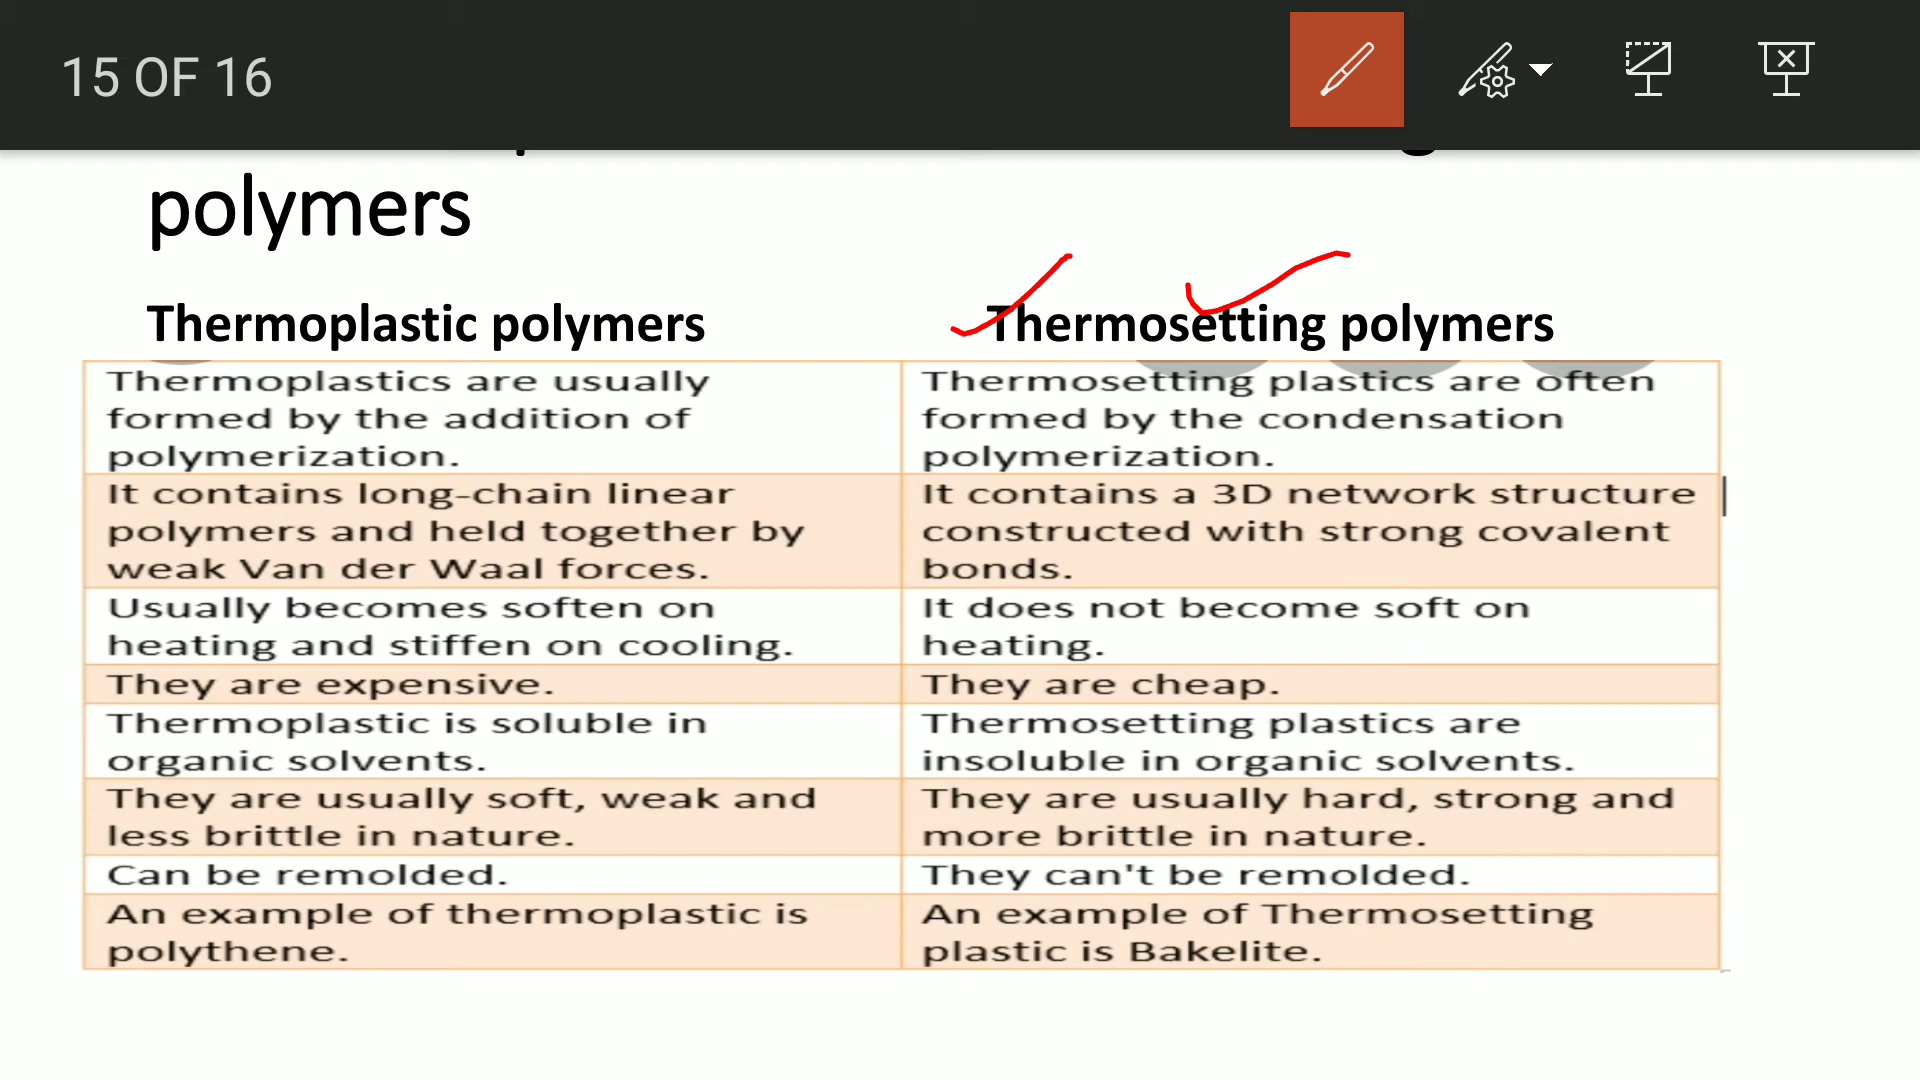 15 OF 16
polymers
Thermoplastic polymers
Thermosetting polymers
Thermoplastics are usually
formed by the addition of
polymerization.
Thermosetting plastics are often
formed by the condensation
polymerization.
It contains long-chain linear
polymers and held together by
weak Van der Waal forces.
It contains a 3D network structure
constructed with strong covalent
bonds.
Usually becomes soften on
heating and stiffen on cooling.
It does not become soft on
heating.
They are expensive.
They are cheap.
Thermoplastic is soluble in
organic solvents.
Thermosetting plastics are
insoluble in organic solvents.
They are usually soft, weak and
less brittle in nature.
They are usually hard, strong and
more brittle in nature.
Can be remolded.
They can't be remolded.
An example of thermoplastic is
polythene.
An example of Thermosetting
plastic is Bakelite.